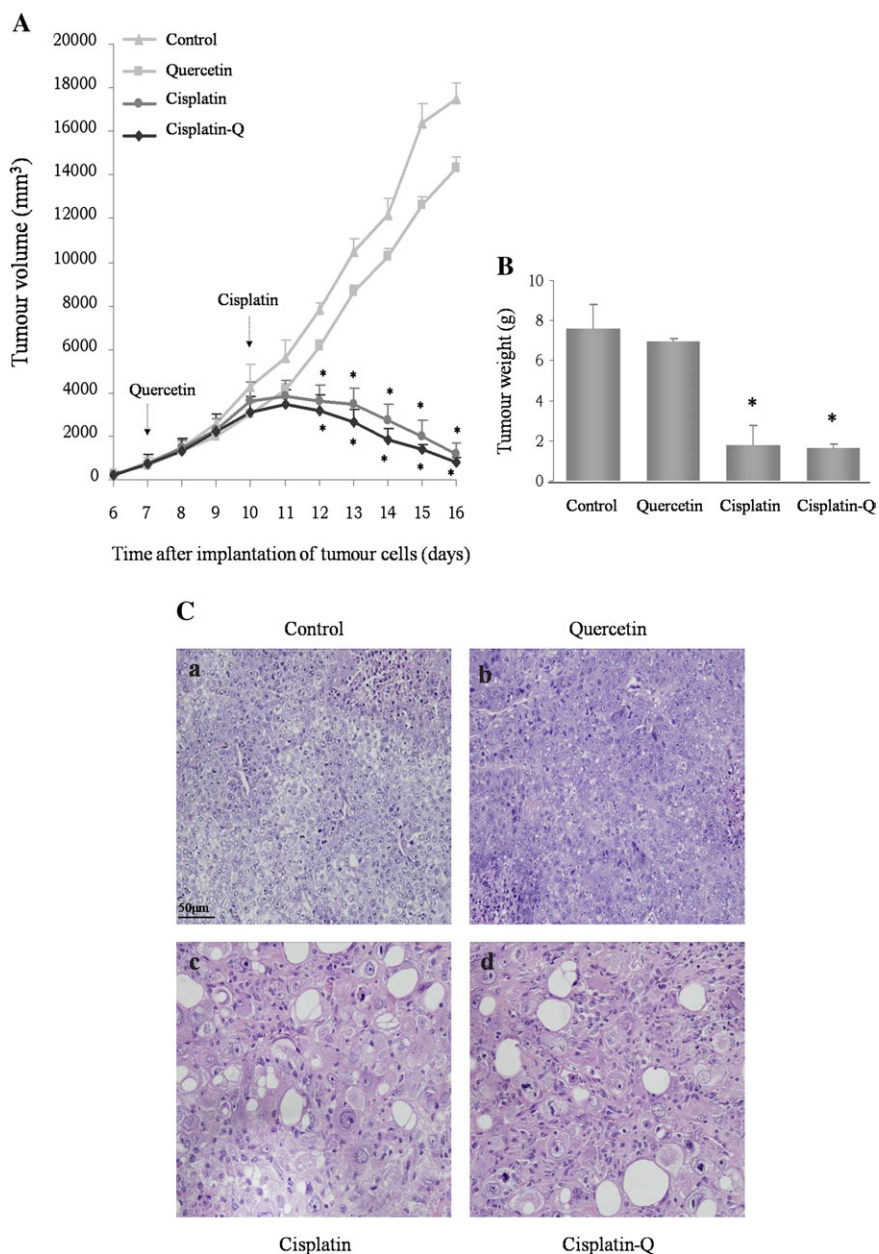 A
20000
18000
16000
14000
12000
10000
8000
6000
4000
2000
0
Tumour volume (mm³)
Control
Quercetin
Cisplatin
Cisplatin-Q
Quercetin
Cisplatin
* * * * *
* * * * *
6 7 8 9 10 11 12 13 14 15 16
Time after implantation of tumour cells (days)
B
10
8
6
4
2
0
Tumour weight (g)
* *
Control Quercetin Cisplatin Cisplatin-Q
C
Control Quercetin
a b
50µm
c d
Cisplatin Cisplatin-Q